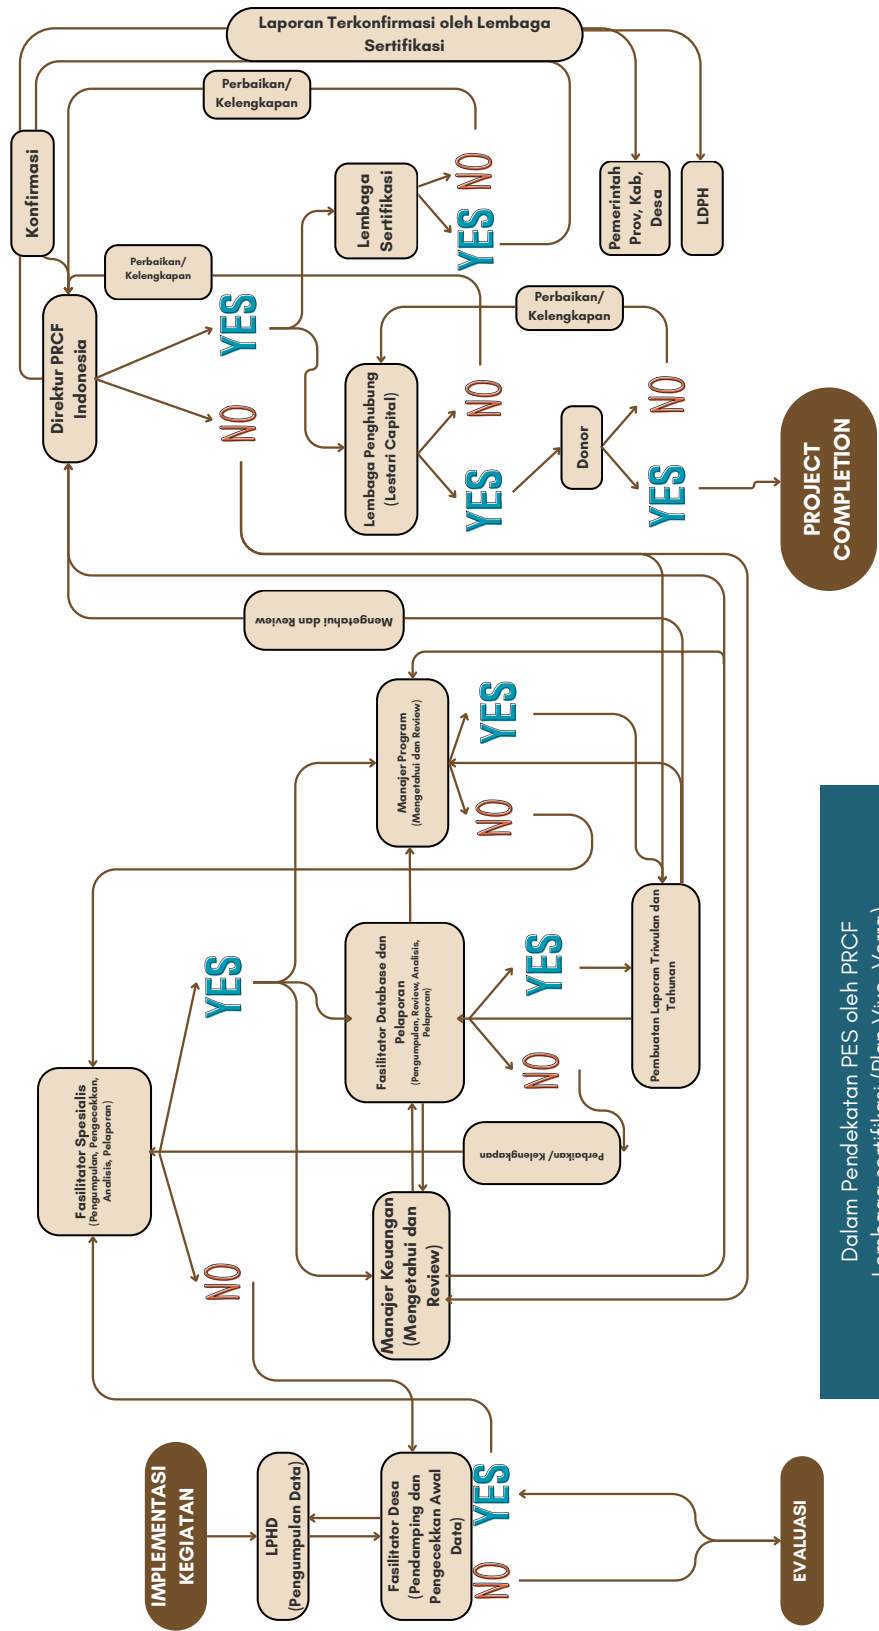 IMPLEMENTASI
KEGIATAN
LPHD
(Pengumpulan Data)
Fasilitator Desa
(Pendamping dan
Pengecekkan Awal
Data)
NO
YES
EVALUASI
Fasilitator Spesialis
(Pengumpulan, Pengecekkan,
Analisis, Pelaporan)
NO
YES
Manajer Keuangan
(Mengetahui dan
Review)
Perbaikan/ Kelengkapan
Fasilitator Database dan
Pelaporan
(Pengumpulan, Review, Analisis,
Pelaporan)
NO
YES
Pembuatan Laporan Triwulan dan
Tahunan
Manajer Program
(Mengetahui dan Review)
NO
YES
Mengetahui dan Review
Direktur PRCF
Indonesia
NO
YES
Konfirmasi
Perbaikan/
Kelengkapan
Perbaikan/
Kelengkapan
Laporan Terkonfirmasi oleh Lembaga
Sertifikasi
Lembaga
Sertifikasi
YES
NO
Lembaga Penghubung
(Lestari Capital)
YES
NO
Perbaikan/
Kelengkapan
Donor
YES
NO
Pemerintah
Prov, Kab,
Desa
LDPH
PROJECT
COMPLETION
Dalam Pendekatan PES oleh PRCF